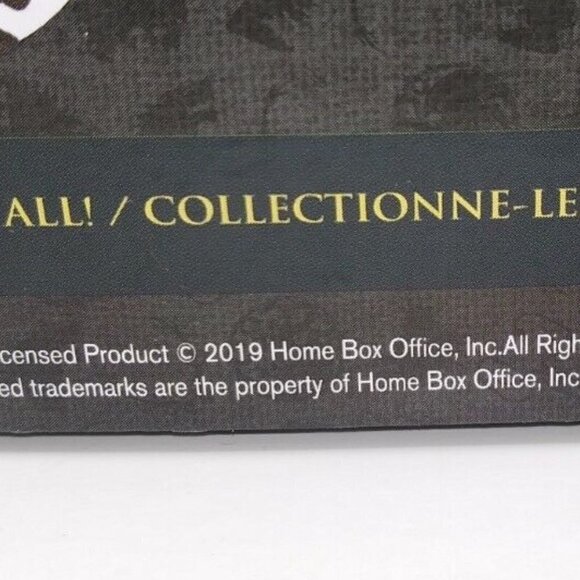 ALL! / COLLECTIONNE-LE
censed Product © 2019 Home Box Office, Inc.All Righ
ed trademarks are the property of Home Box Office, Inc